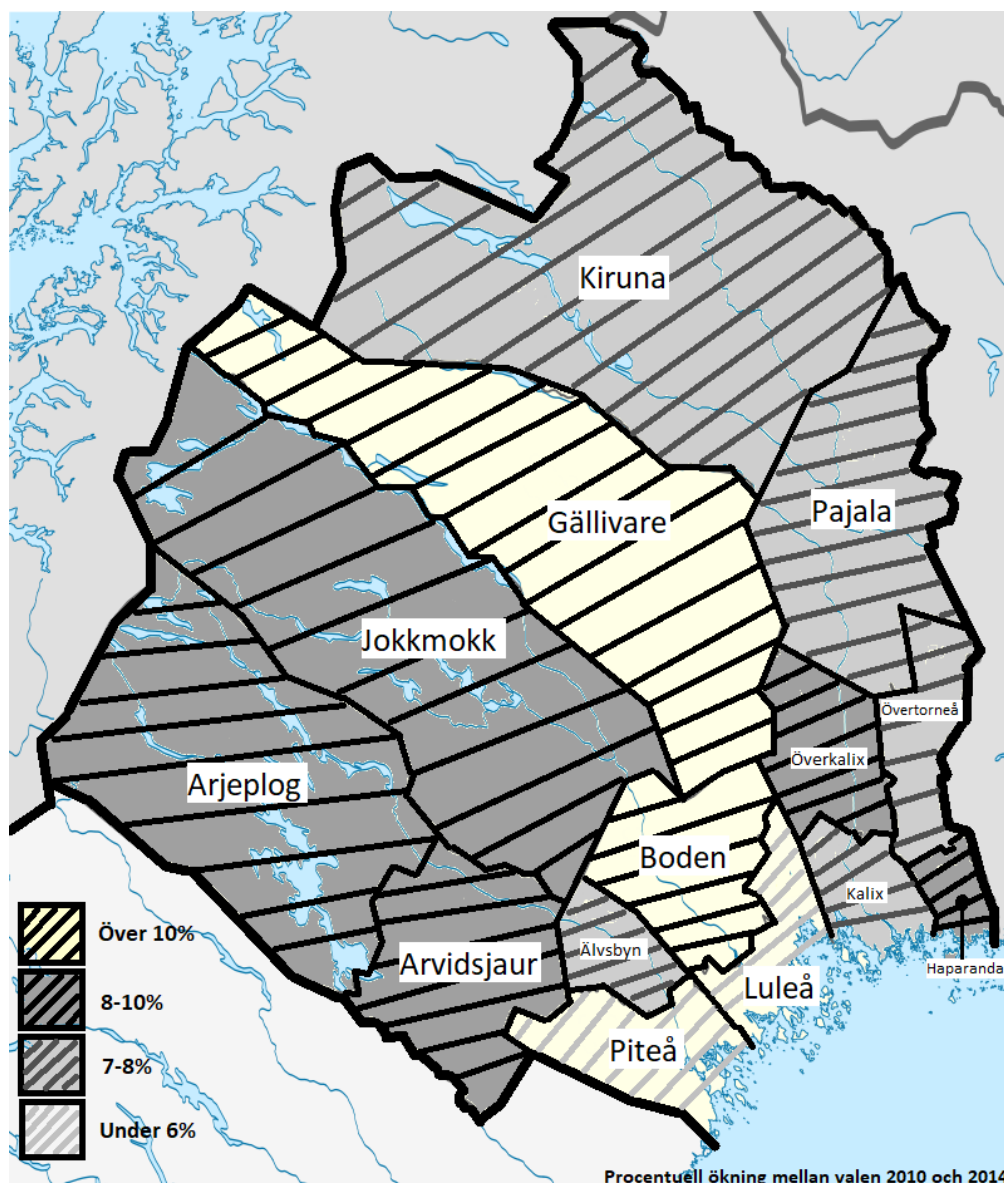 Kiruna
Gällivare
Pajala
Jokkmokk
Övertorneå
Arjeplog
Överkalix
Boden
Kalix
Över 10%
Älvsbyn
Arvidsjaur
Haparanda
Luleå
8-10%
Piteå
7-8%
Under 6%
Procentuell ökning mellan valen 2010 och 2014